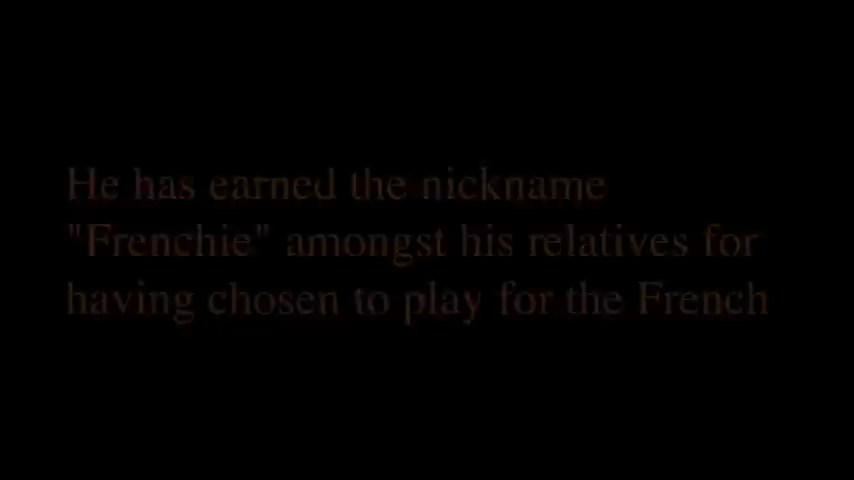 He has earned the nickname
"Frenchie" amongst his relatives for
having chosen to play for the French